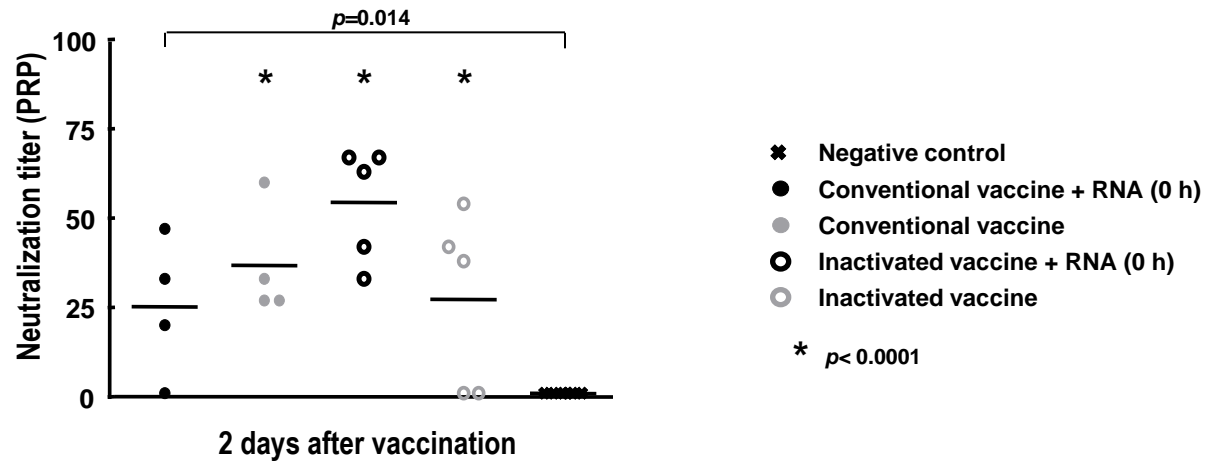 p=0.014
100
75
50
25
0
Neutralization titer (PRP)
* * *
2 days after vaccination
Negative control
Conventional vaccine + RNA (0 h)
Conventional vaccine
Inactivated vaccine + RNA (0 h)
Inactivated vaccine
* p< 0.0001